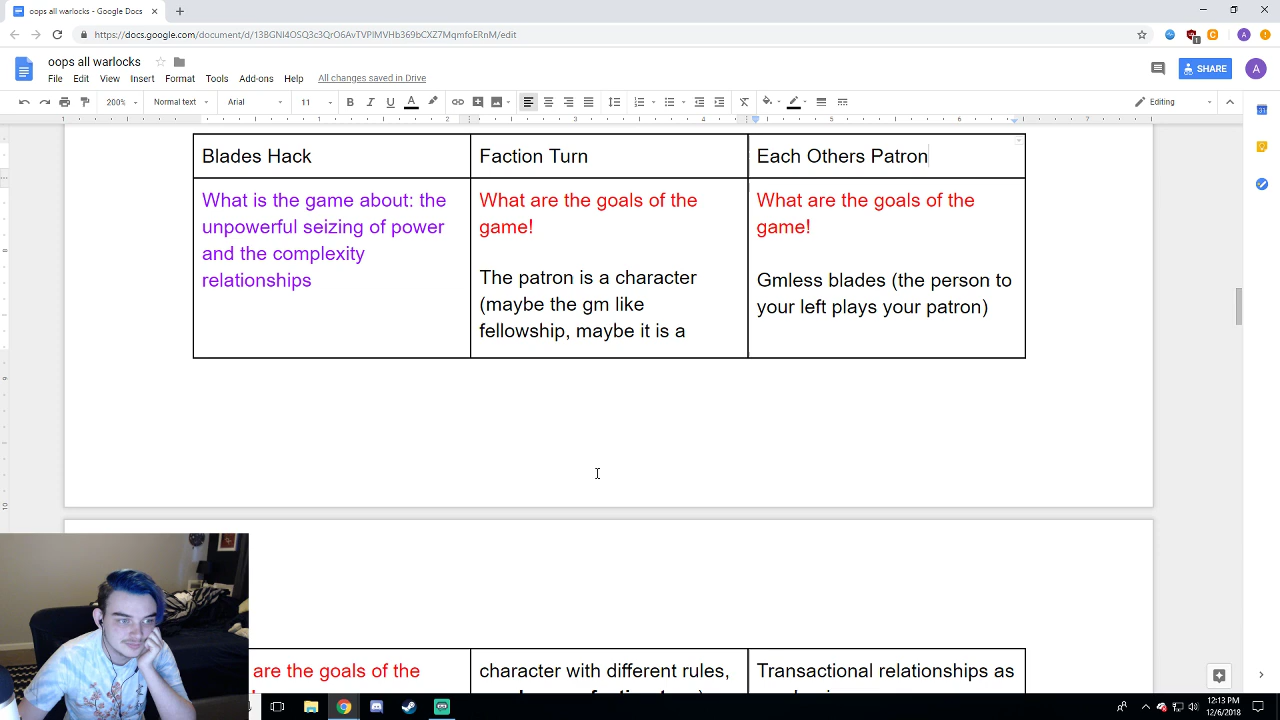 oops all warlocks - Google Docs
https://docs.google.com/document/d/13BGNI4OSQ3c3QrO6AvTVPlMVHb369bCXZ7MqmfoERnM/edit
oops all warlocks
File Edit View Insert Format Tools Add-ons Help All changes saved in Drive
SHARE
A
200% Normal text Arial 11 Editing
Blades Hack
Faction Turn
Each Others Patron
What is the game about: the
unpowerful seizing of power
and the complexity
relationships
What are the goals of the
game!
The patron is a character
(maybe the gm like
fellowship, maybe it is a
What are the goals of the
game!
Gmless blades (the person to
your left plays your patron)
are the goals of the
character with different rules,
Transactional relationships as
12:13 PM
12/6/2018